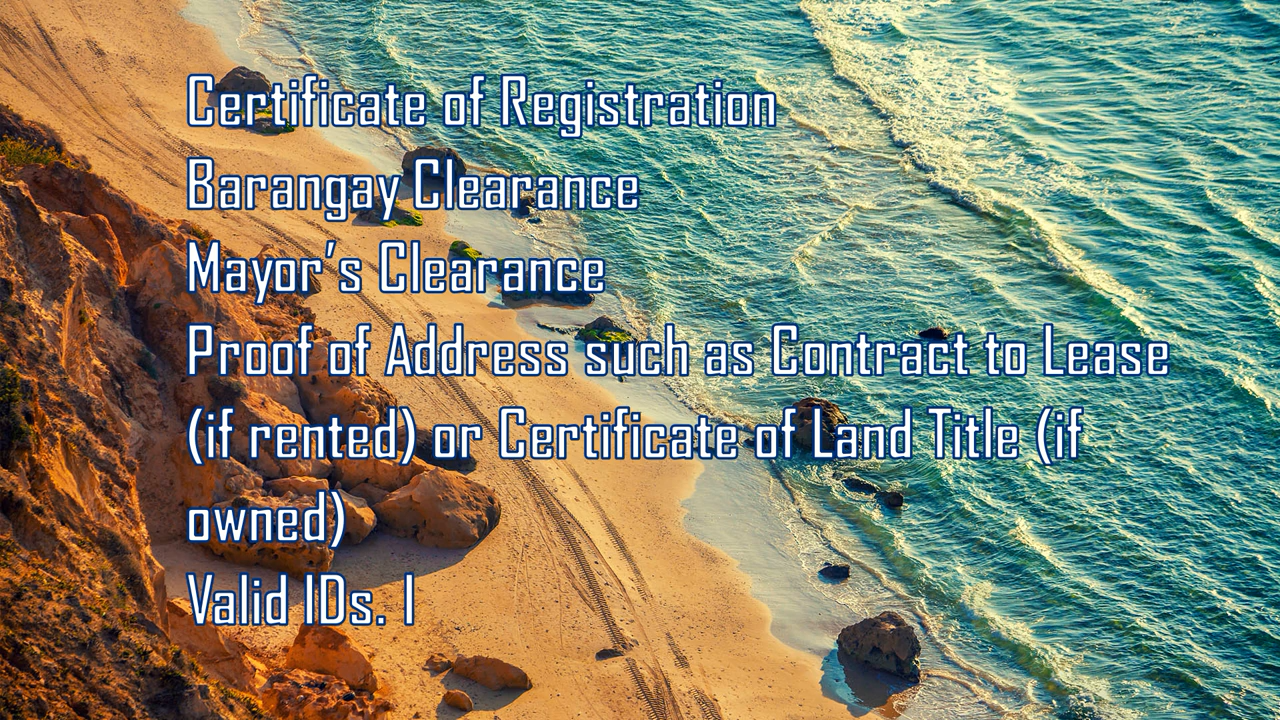 Certificate of Registration
Barangay Clearance
Mayor’s Clearance
Proof of Address such as Contract to Lease
(if rented) or Certificate of Land Title (if
owned)
Valid IDs. 1